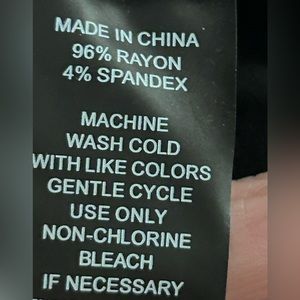 MADE IN CHINA
96% RAYON
4% SPANDEX
MACHINE
WASH COLD
WITH LIKE COLORS
GENTLE CYCLE
USE ONLY
NON-CHLORINE
BLEACH
IF NECESSARY